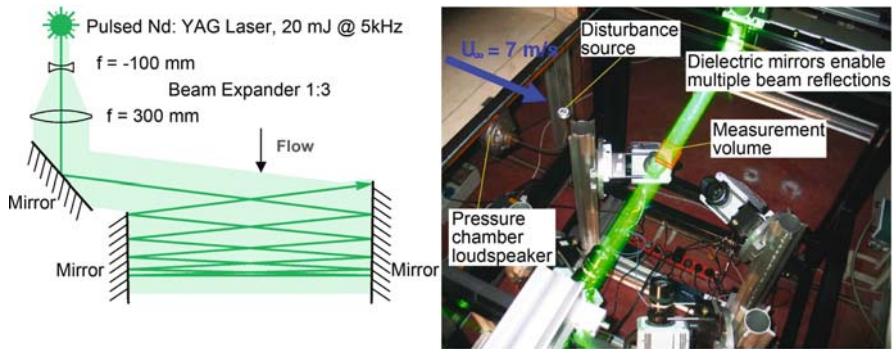 Pulsed Nd: YAG Laser, 20 mJ @ 5kHz
f = -100 mm
Beam Expander 1:3
f = 300 mm
Flow
Mirror
Mirror
Mirror
U∞ = 7 m/s
Disturbance
source
Dielectric mirrors enable
multiple beam reflections
Measurement
volume
Pressure
chamber
loudspeaker